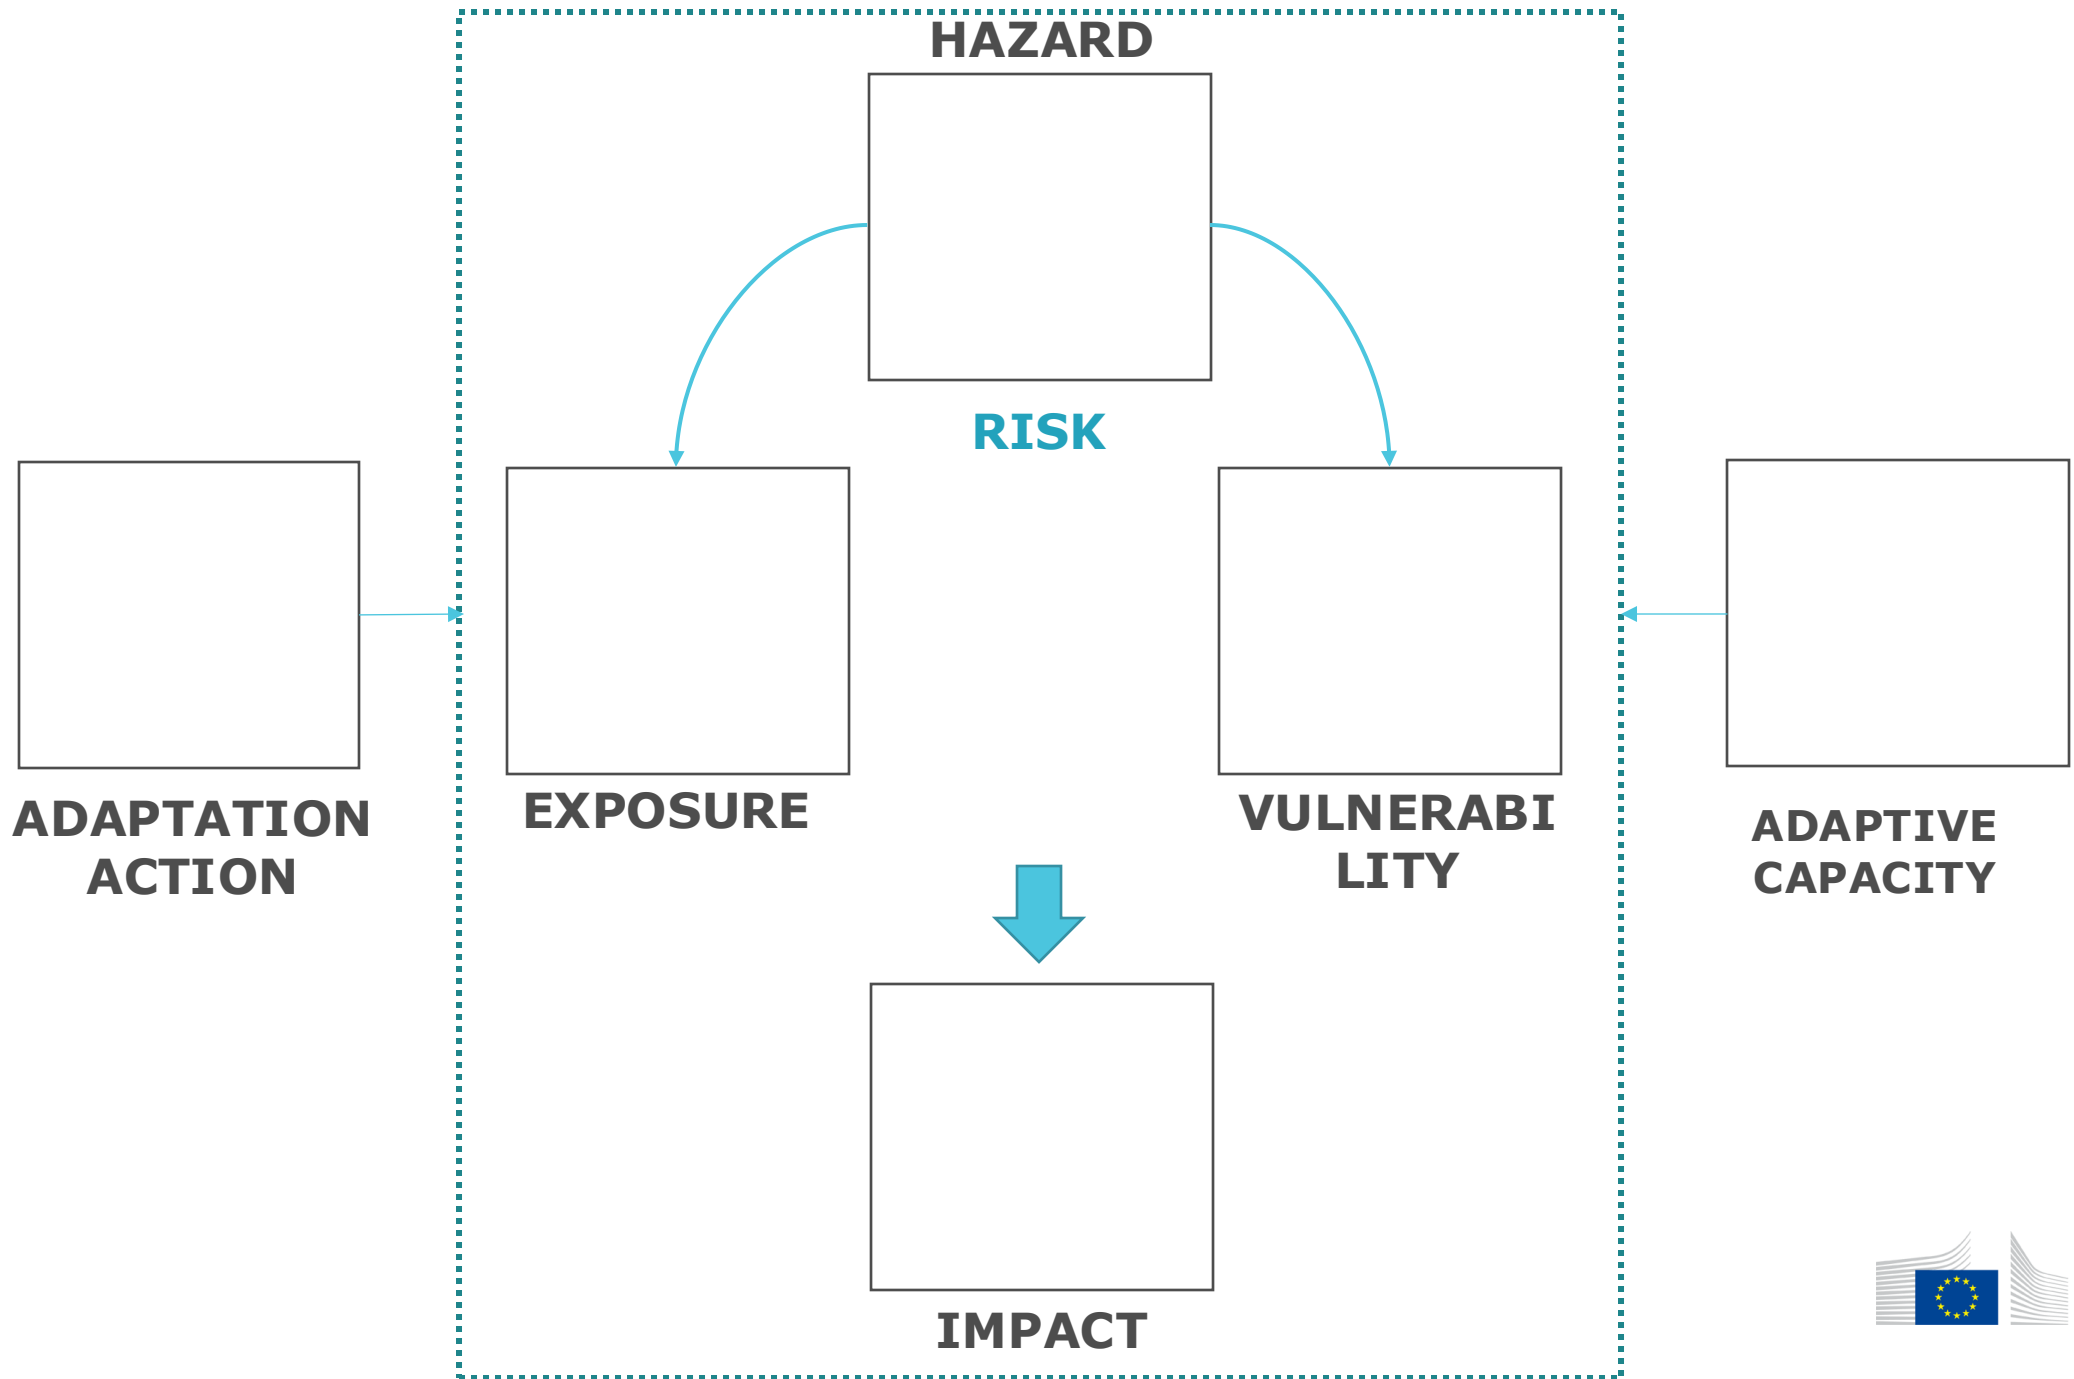 HAZARD
RISK
ADAPTATION
ACTION
EXPOSURE
VULNERABI
LITY
ADAPTIVE
CAPACITY
IMPACT